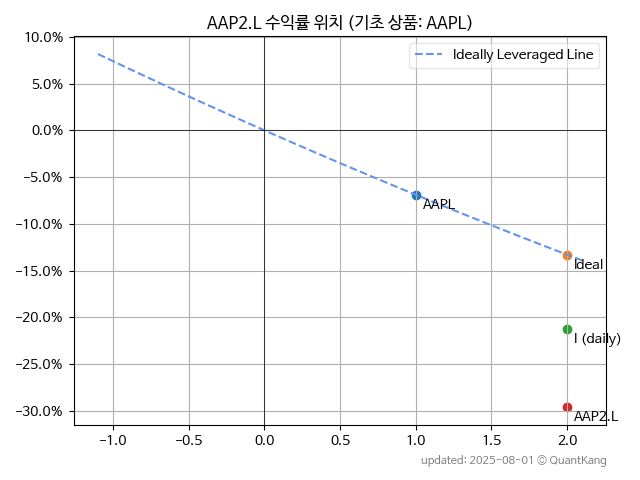 AAP2.L 수익률 위치 (기초 상품: AAPL)
10.0%
5.0%
0.0%
−5.0%
−10.0%
−15.0%
−20.0%
−25.0%
−30.0%
Ideally Leveraged Line
AAPL
Ideal
I (daily)
AAP2.L
−1.0
−0.5
0.0
0.5
1.0
1.5
2.0
updated: 2025-08-01 © QuantKang